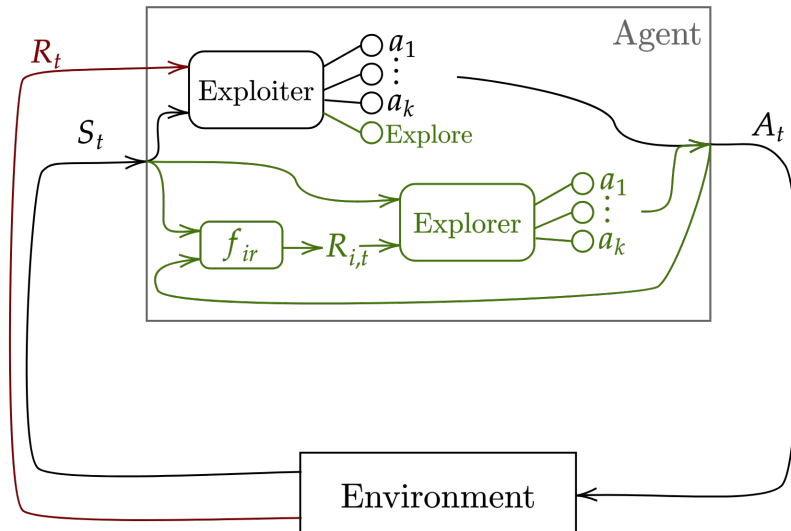 Agent
R_t
Exploiter
a_1
⋮
a_k
Explore
S_t
A_t
f_ir
R_i,t
Explorer
a_1
⋮
a_k
Environment